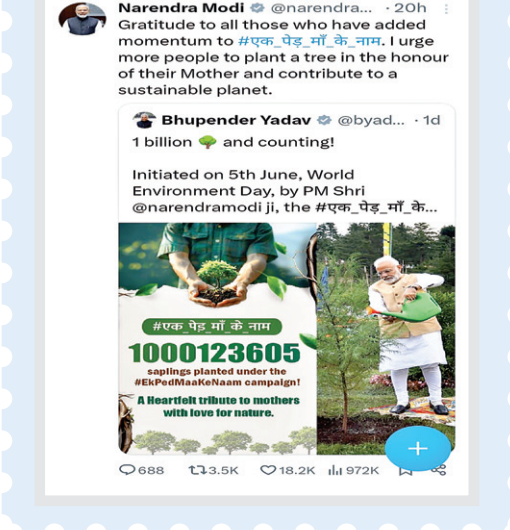 Narendra Modi @narendra... · 20h
Gratitude to all those who have added
momentum to #एक_पेड़_माँ_के_नाम. I urge
more people to plant a tree in the honour
of their Mother and contribute to a
sustainable planet.
Bhupender Yadav @byad... · 1d
1 billion 🌳 and counting!
Initiated on 5th June, World
Environment Day, by PM Shri
@narendramodi ji, the #एक_पेड़_माँ_के...
#एक पेड़ माँ के नाम
1000123605
saplings planted under the
#EkPedMaaKeNaam campaign!
A Heartfelt tribute to mothers
with love for nature.
688 3.5K 18.2K 972K